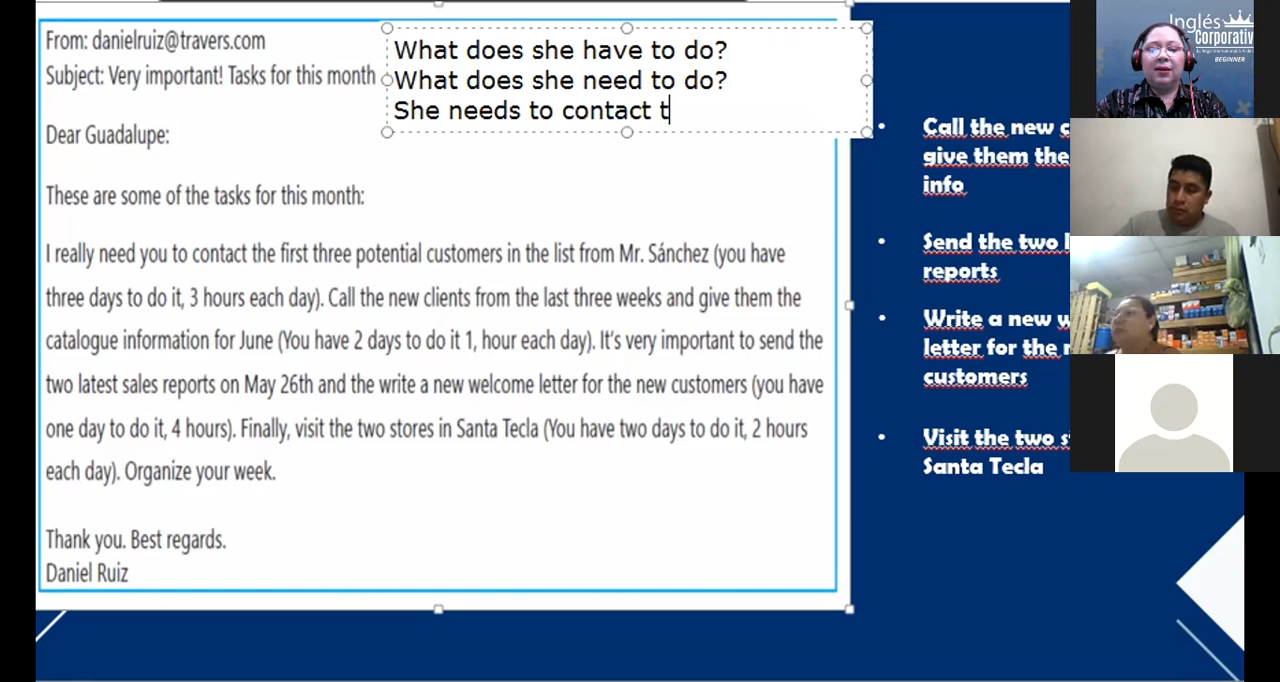 From: danielruiz@travers.com
Subject: Very important! Tasks for this month
What does she have to do?
What does she need to do?
She needs to contact t
Dear Guadalupe:
These are some of the tasks for this month:
I really need you to contact the first three potential customers in the list from Mr. Sánchez (you have
three days to do it, 3 hours each day). Call the new clients from the last three weeks and give them the
catalogue information for June (You have 2 days to do it 1, hour each day). It's very important to send the
two latest sales reports on May 26th and the write a new welcome letter for the new customers (you have
one day to do it, 4 hours). Finally, visit the two stores in Santa Tecla (You have two days to do it, 2 hours
each day). Organize your week.
Thank you. Best regards.
Daniel Ruiz
Call the new
give them the
info
Send the two
reports
Write a new
letter for the
customers
Visit the two
Santa Tecla
Inglés
Corporativ
BEGINNER